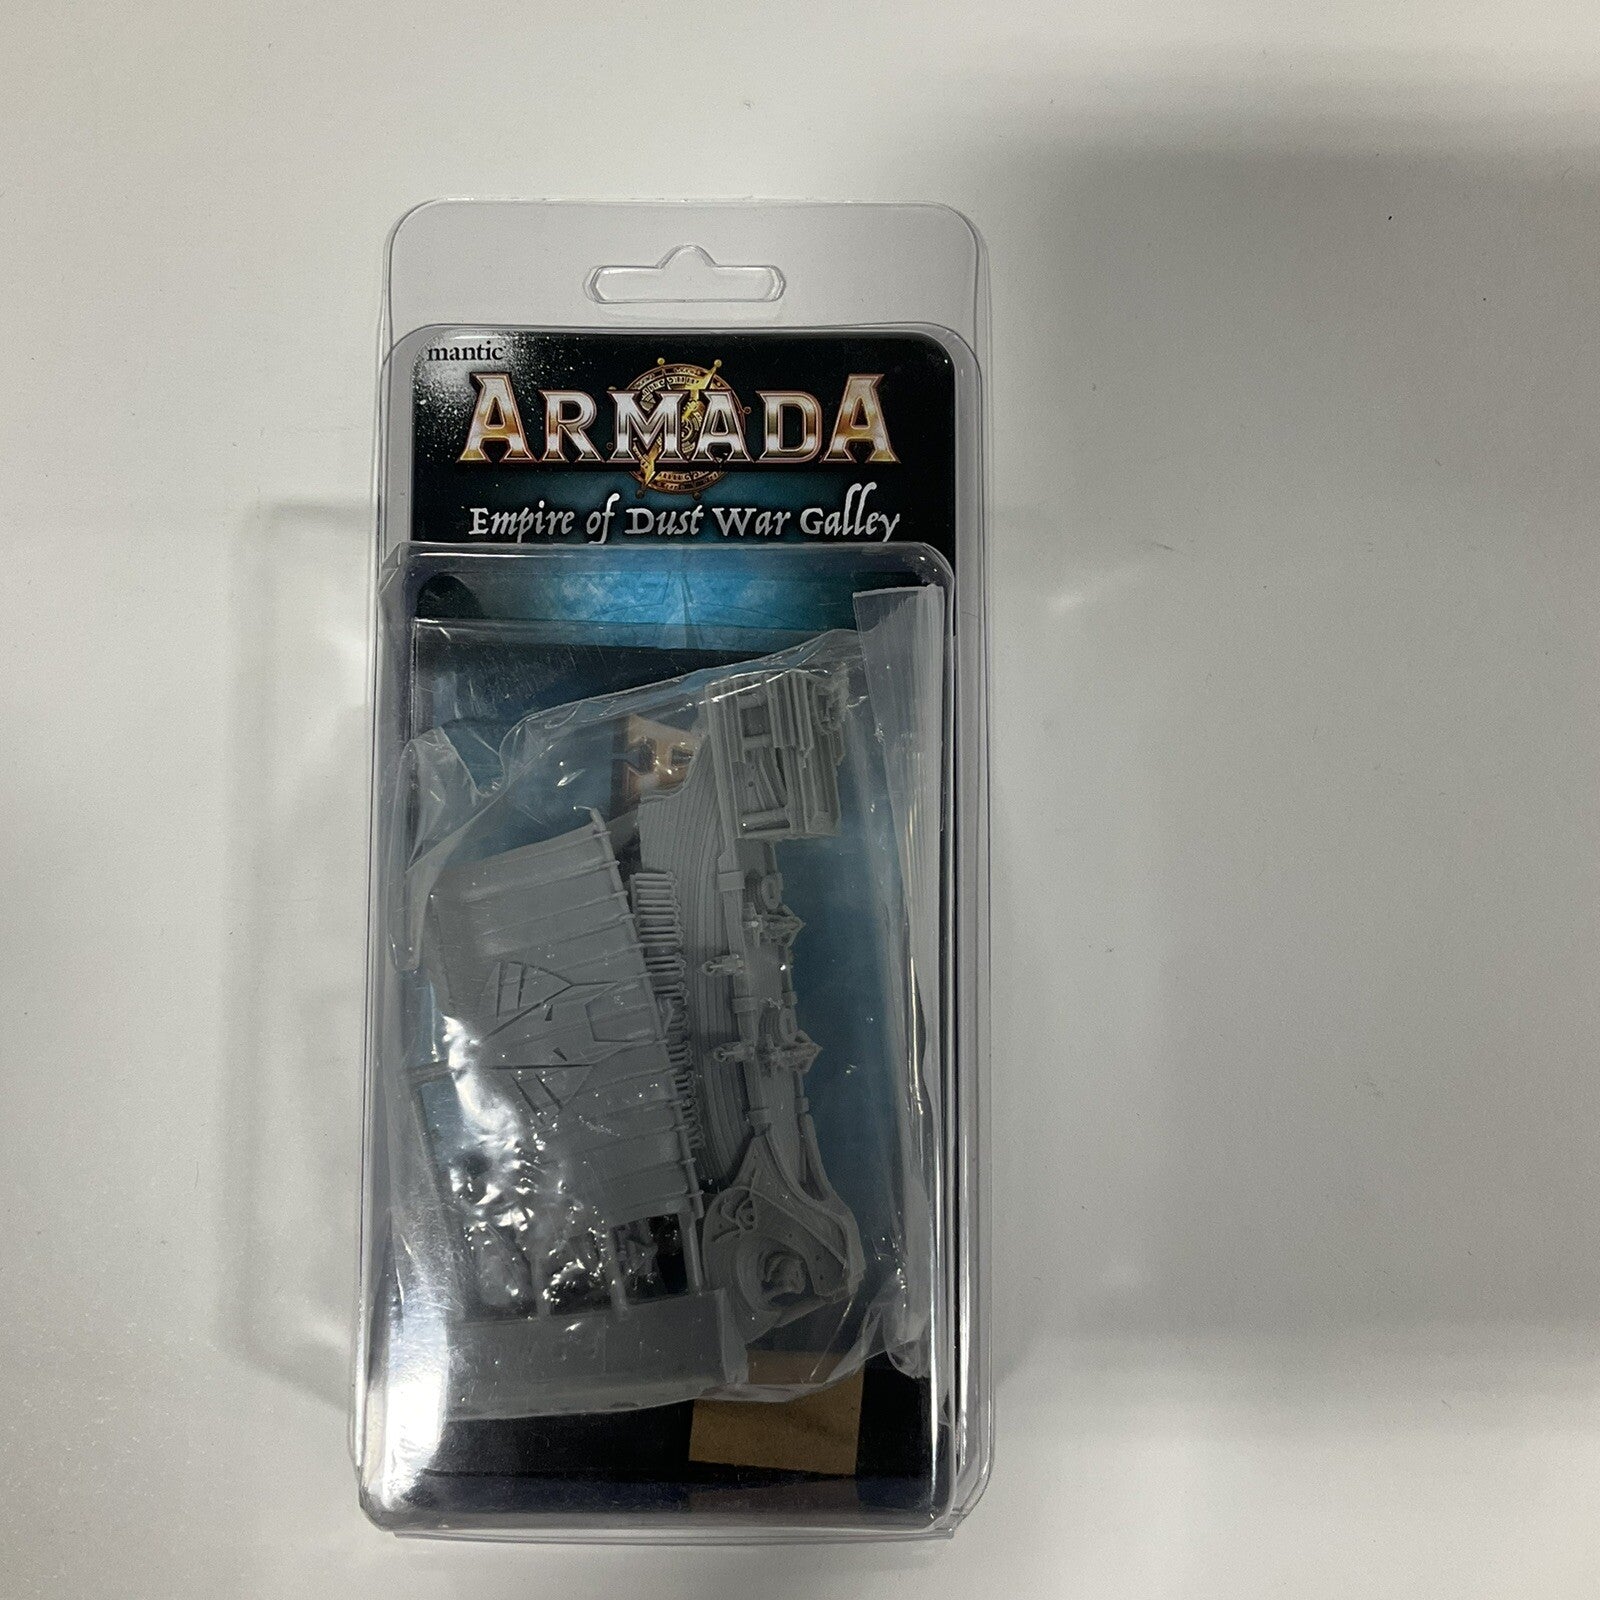 mantic
ARMADA
Empire of Dust War Galley